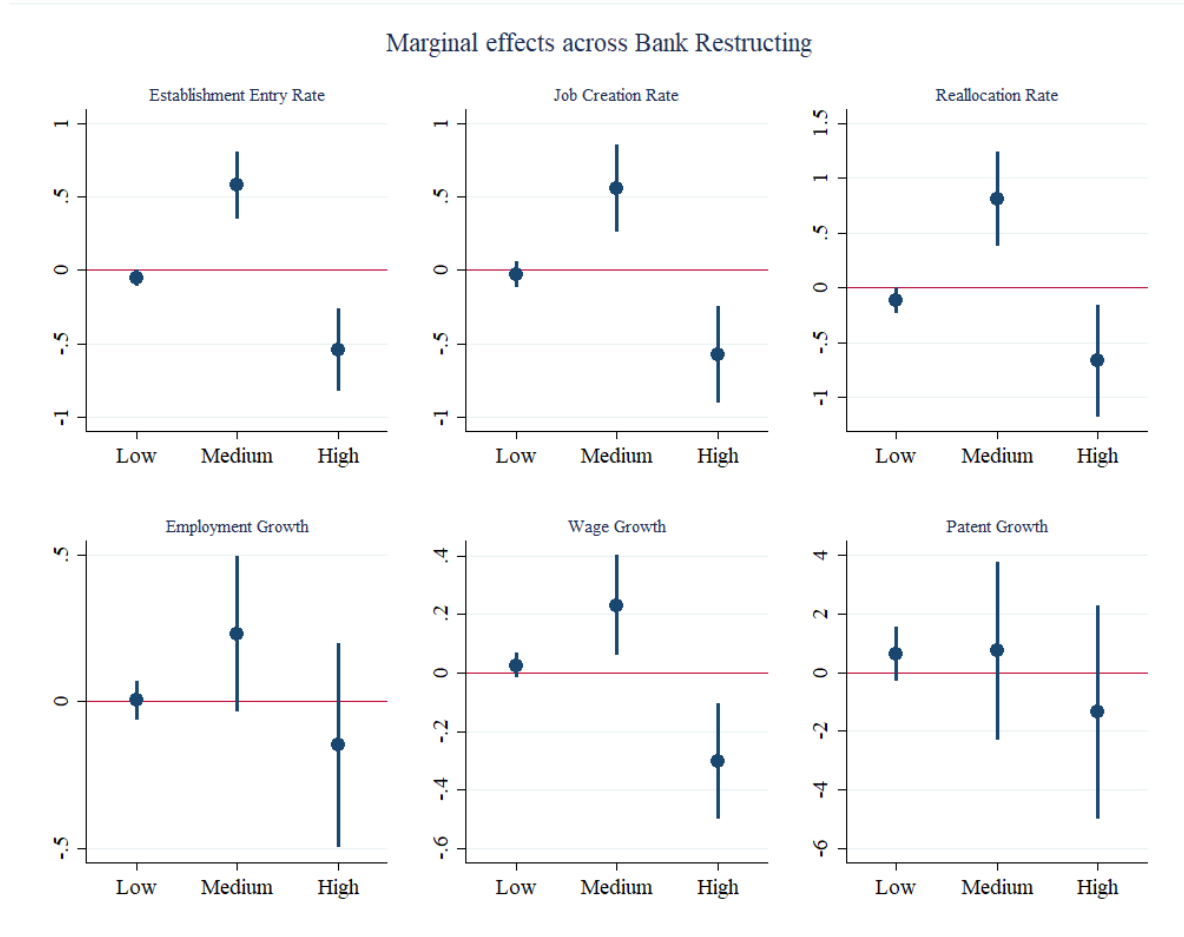 Marginal effects across Bank Restructing
Establishment Entry Rate
1
.5
0
-.5
-1
Low Medium High
Job Creation Rate
1
.5
0
-.5
-1
Low Medium High
Reallocation Rate
1.5
1
.5
0
-.5
-1
Low Medium High
Employment Growth
.5
0
-.5
Low Medium High
Wage Growth
.4
.2
0
-.2
-.4
-.6
Low Medium High
Patent Growth
4
2
0
-2
-4
-6
Low Medium High